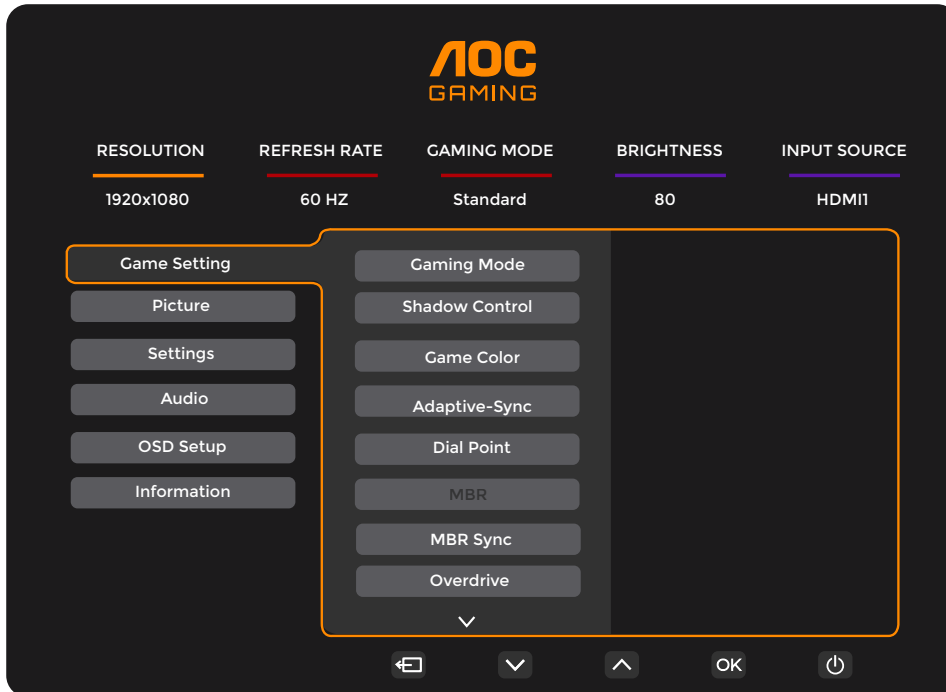 AOC
GAMING
RESOLUTION REFRESH RATE GAMING MODE BRIGHTNESS INPUT SOURCE
1920x1080 60 HZ Standard 80 HDMI1
Game Setting
Picture
Settings
Audio
OSD Setup
Information
Gaming Mode
Shadow Control
Game Color
Adaptive-Sync
Dial Point
MBR
MBR Sync
Overdrive
OK